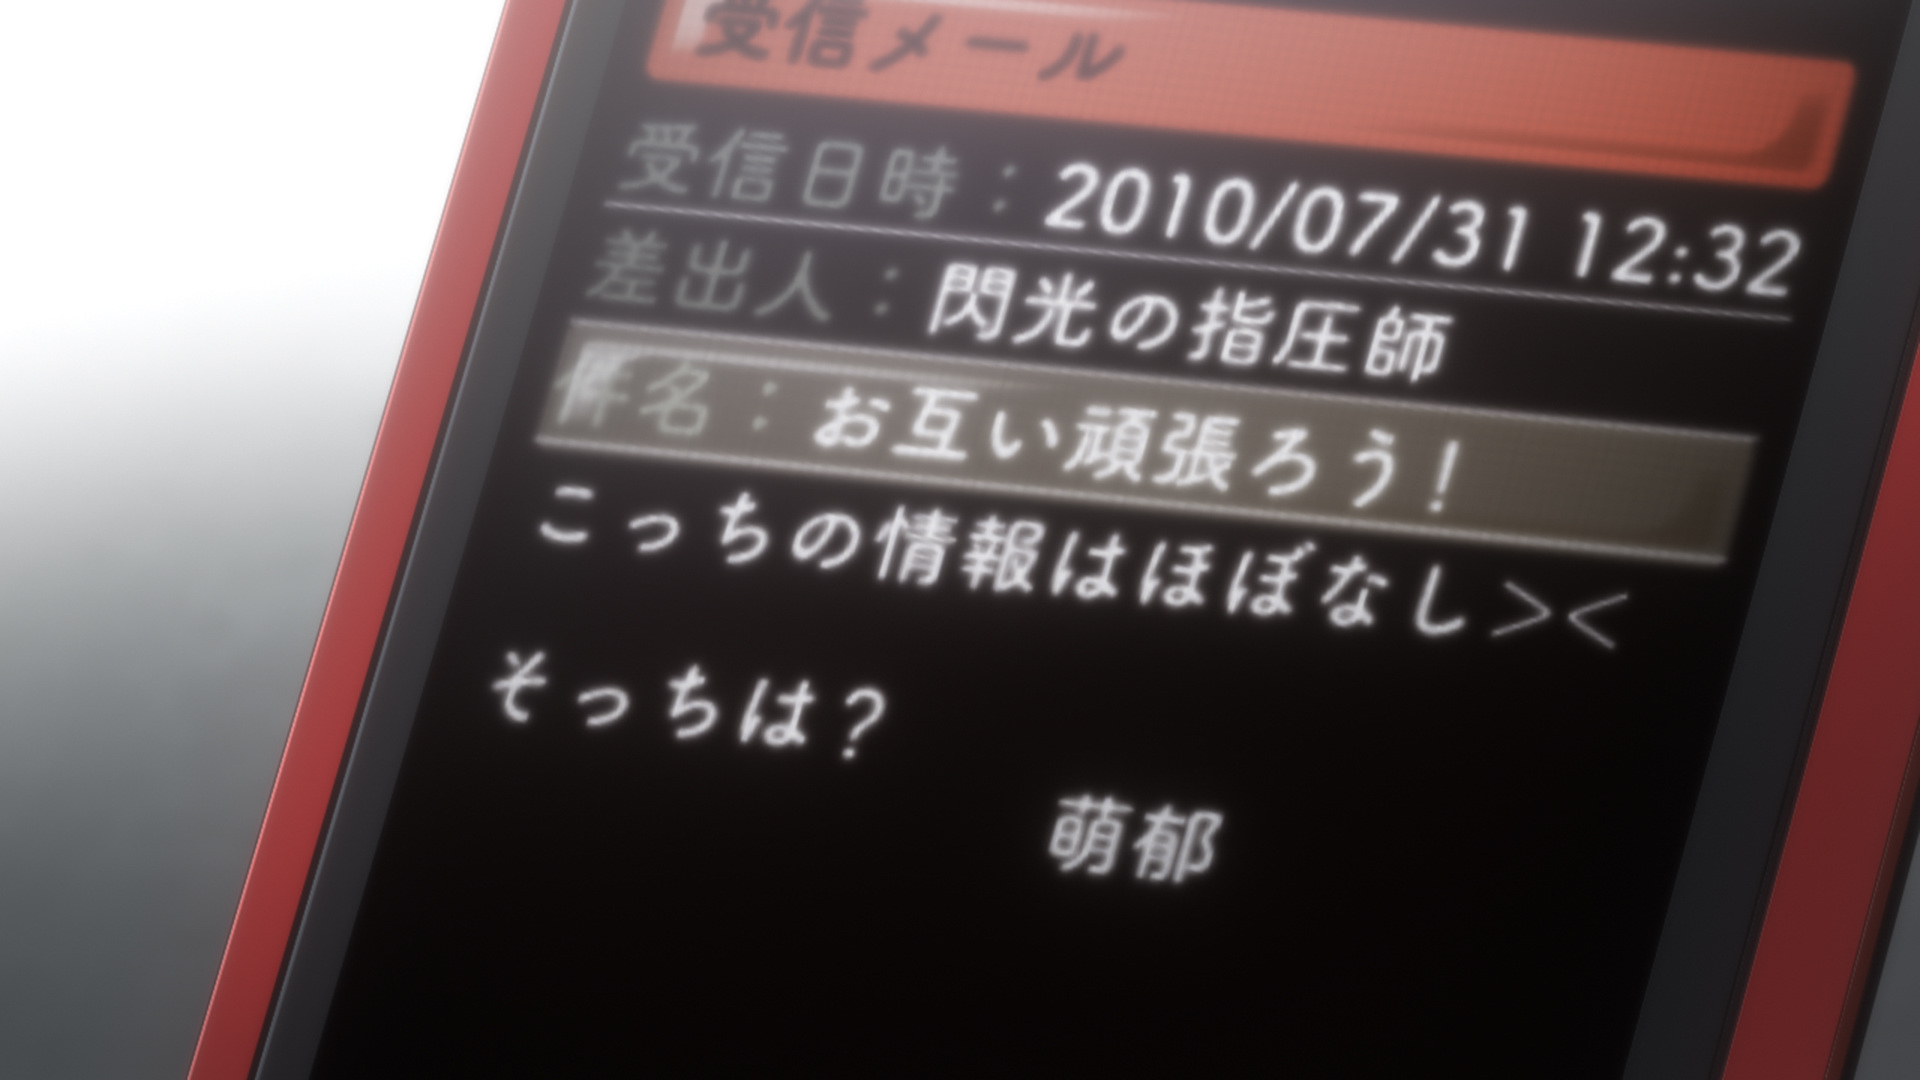 受信メール
受信日時：2010/07/31 12:32
差出人：閃光の指圧師
件名：お互い頑張ろう！
こっちの情報はほぼなし＞＜
そっちは？
萌郁